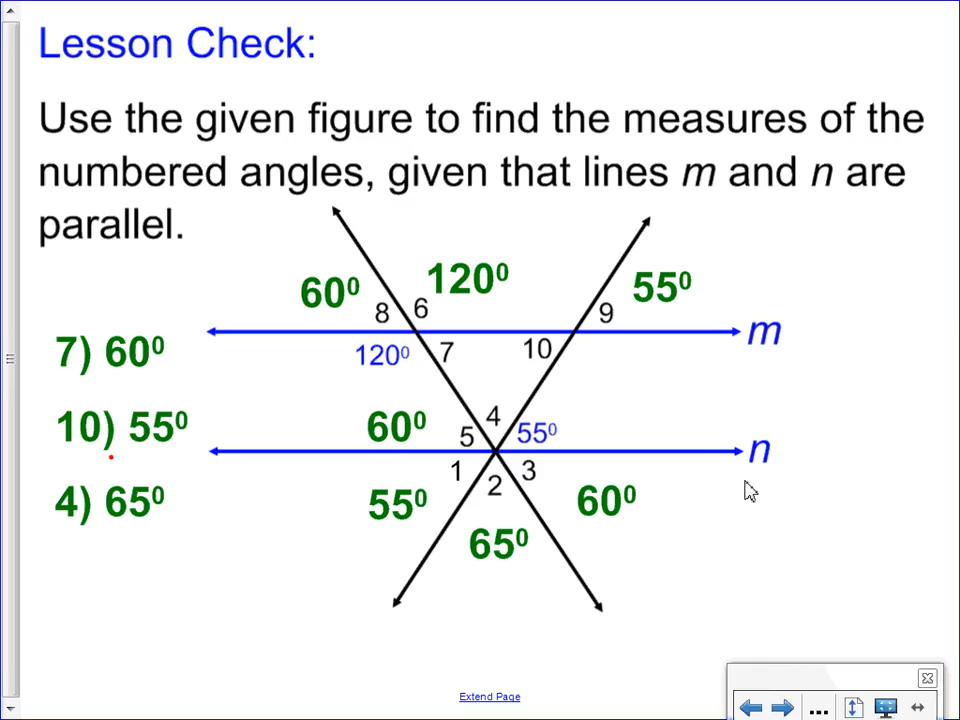 Lesson Check:
Use the given figure to find the measures of the
numbered angles, given that lines m and n are
parallel.
60⁰ 120⁰ 55⁰
8 6 9
m
7) 60⁰
120⁰ 7 10
10) 55⁰
60⁰ 5 4 55⁰
n
1 2 3
4) 65⁰
55⁰ 60⁰
65⁰
Extend Page
...